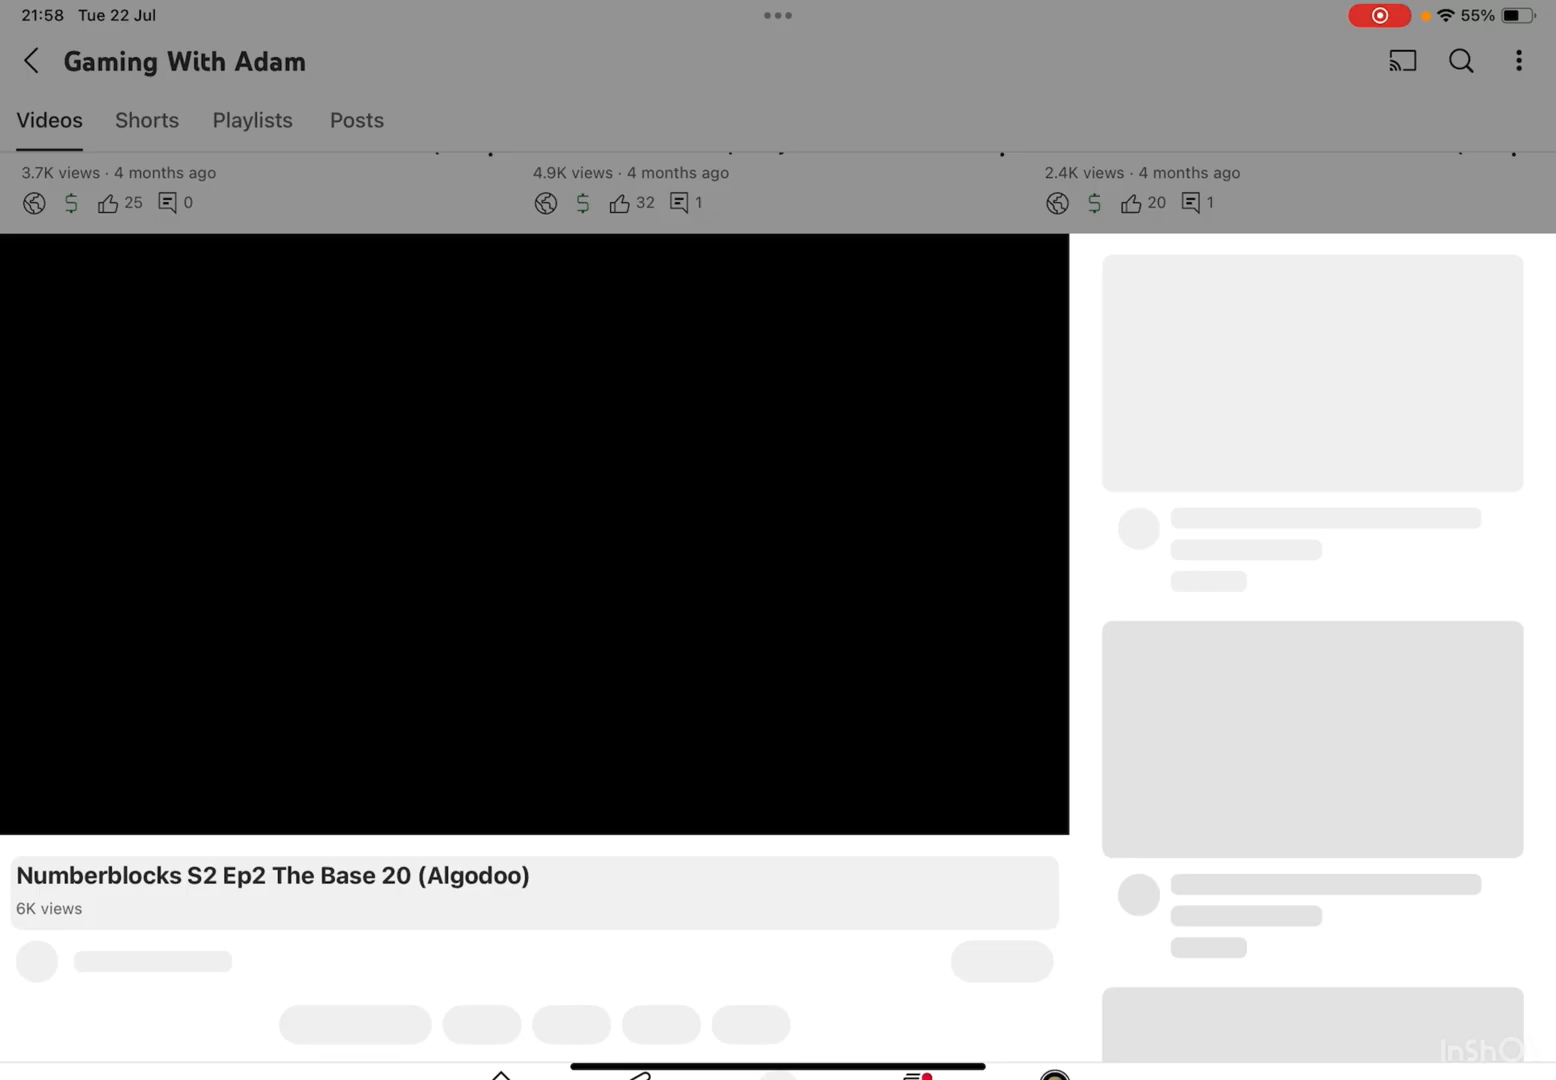 21:58 Tue 22 Jul
55%
Gaming With Adam
Videos Shorts Playlists Posts
3.7K views · 4 months ago
4.9K views · 4 months ago
2.4K views · 4 months ago
25 0
32 1
20 1
Numberblocks S2 Ep2 The Base 20 (Algodoo)
6K views